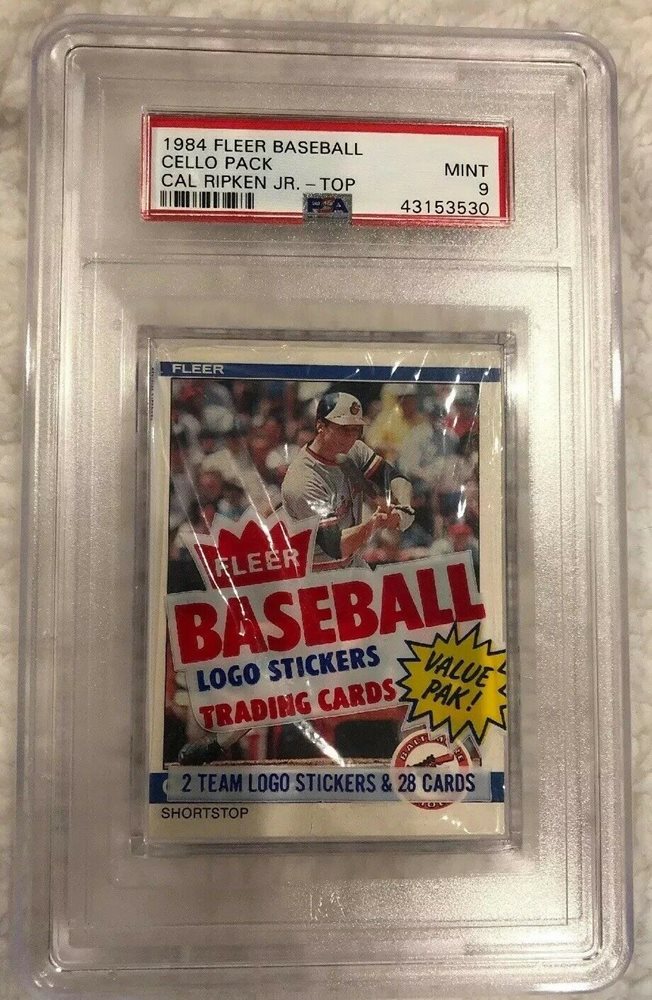 1984 FLEER BASEBALL
CELLO PACK
MINT
CAL RIPKEN JR. – TOP
9
PSA
43153530
FLEER
FLEER
BASEBALL
LOGO STICKERS
TRADING CARDS
VALUE
PAK!
2 TEAM LOGO STICKERS & 28 CARDS
SHORTSTOP